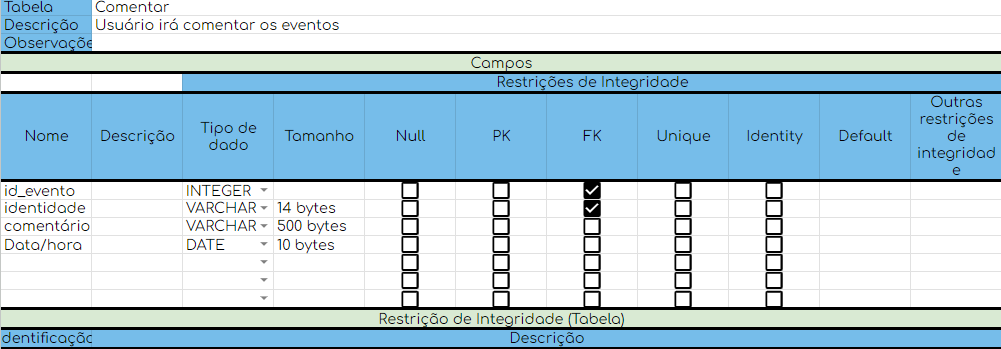 Tabela Comentar
Descrição Usuário irá comentar os eventos
Observaçõe
Campos
Restrições de Integridade
Nome Descrição Tipo de dado Tamanho Null PK FK Unique Identity Default Outras restrições de integridad e
id_evento INTEGER
identidade VARCHAR 14 bytes
comentário VARCHAR 500 bytes
Data/hora DATE 10 bytes
Restrição de Integridade (Tabela)
dentificação Descrição